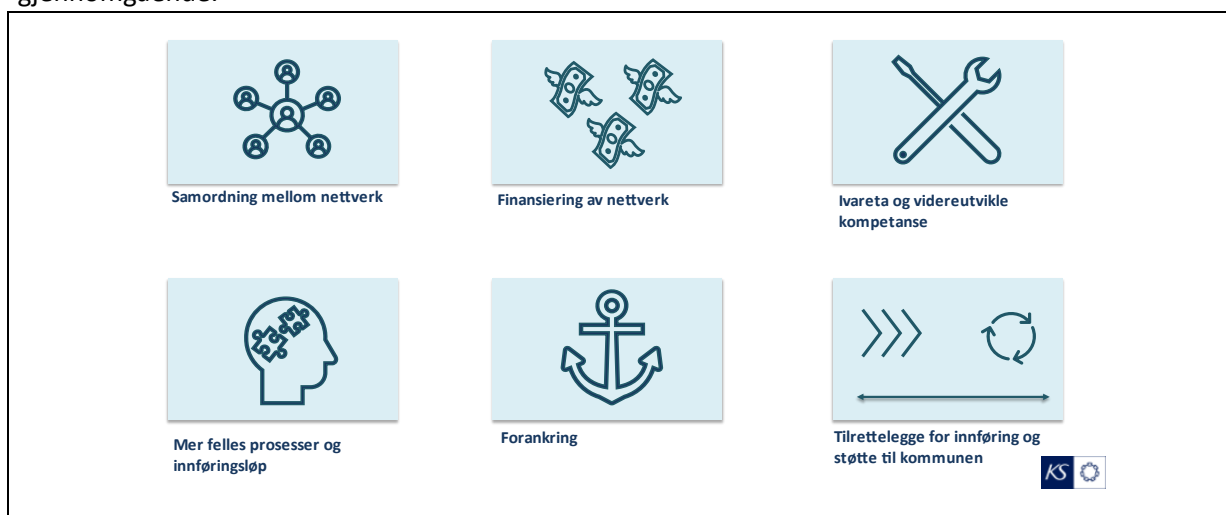 gjennomgående.
Samordning mellom nettverk
Finansiering av nettverk
Ivareta og videreutvikle
kompetanse
Mer felles prosesser og
innføringsløp
Forankring
Tilrettelegge for innføring og
støtte til kommunen
KS